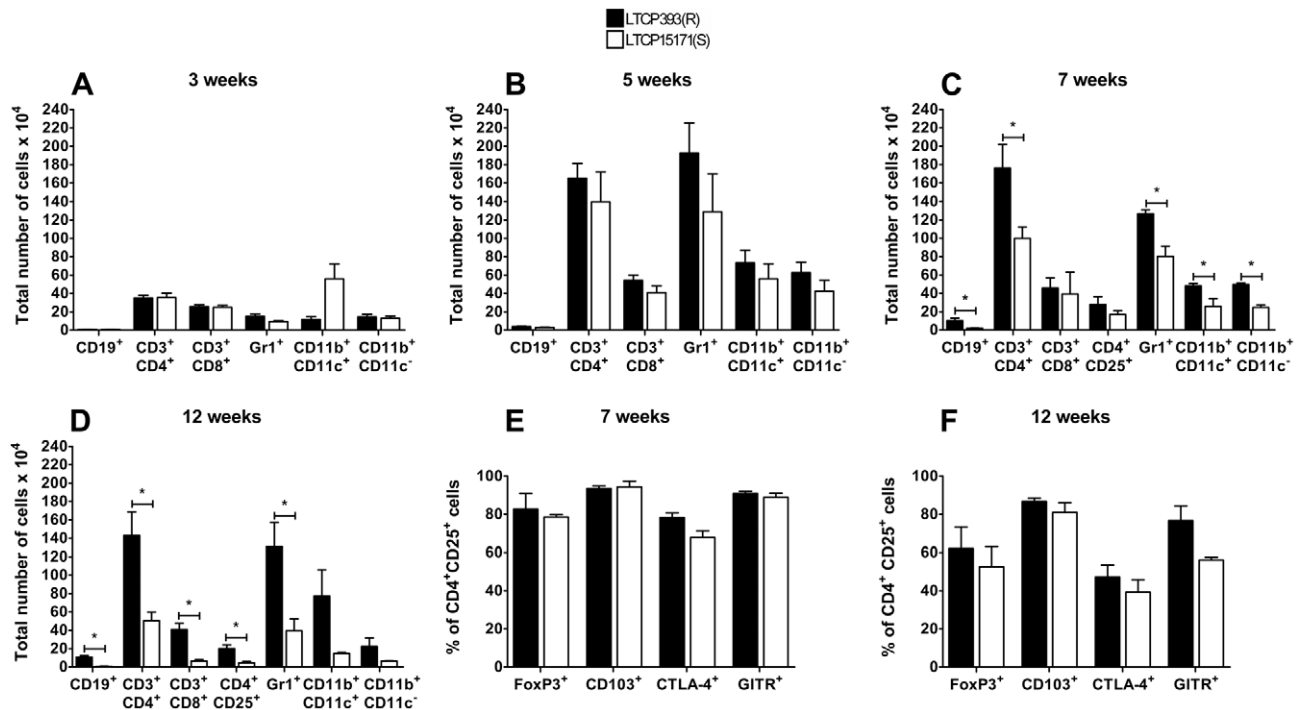 LTCP393(R)
LTCP15171(S)
A
3 weeks
Total number of cells x 10⁴
240
220
200
180
160
140
120
100
80
60
40
20
0
CD19⁺ CD3⁺ CD3⁺ Gr1⁺ CD11b⁺ CD11b⁺
CD4⁺ CD8⁺ CD11c⁺ CD11c⁻
B
5 weeks
Total number of cells x 10⁴
240
220
200
180
160
140
120
100
80
60
40
20
0
CD19⁺ CD3⁺ CD3⁺ Gr1⁺ CD11b⁺ CD11b⁺
CD4⁺ CD8⁺ CD11c⁺ CD11c⁻
C
7 weeks
Total number of cells x 10⁴
240
220
200
180
160
140
120
100
80
60
40
20
0
* * * * *
CD19⁺ CD3⁺ CD3⁺ CD4⁺ Gr1⁺ CD11b⁺ CD11b⁺
CD4⁺ CD8⁺ CD25⁺ CD11c⁺ CD11c⁻
D
12 weeks
Total number of cells x 10⁴
240
220
200
180
160
140
120
100
80
60
40
20
0
* * * * *
CD19⁺ CD3⁺ CD3⁺ CD4⁺ Gr1⁺ CD11b⁺ CD11b⁺
CD4⁺ CD8⁺ CD25⁺ CD11c⁺ CD11c⁻
E
7 weeks
% of CD4⁺CD25⁺ cells
100
80
60
40
20
0
FoxP3⁺ CD103⁺ CTLA-4⁺ GITR⁺
F
12 weeks
% of CD4⁺ CD25⁺ cells
100
80
60
40
20
0
FoxP3⁺ CD103⁺ CTLA-4⁺ GITR⁺